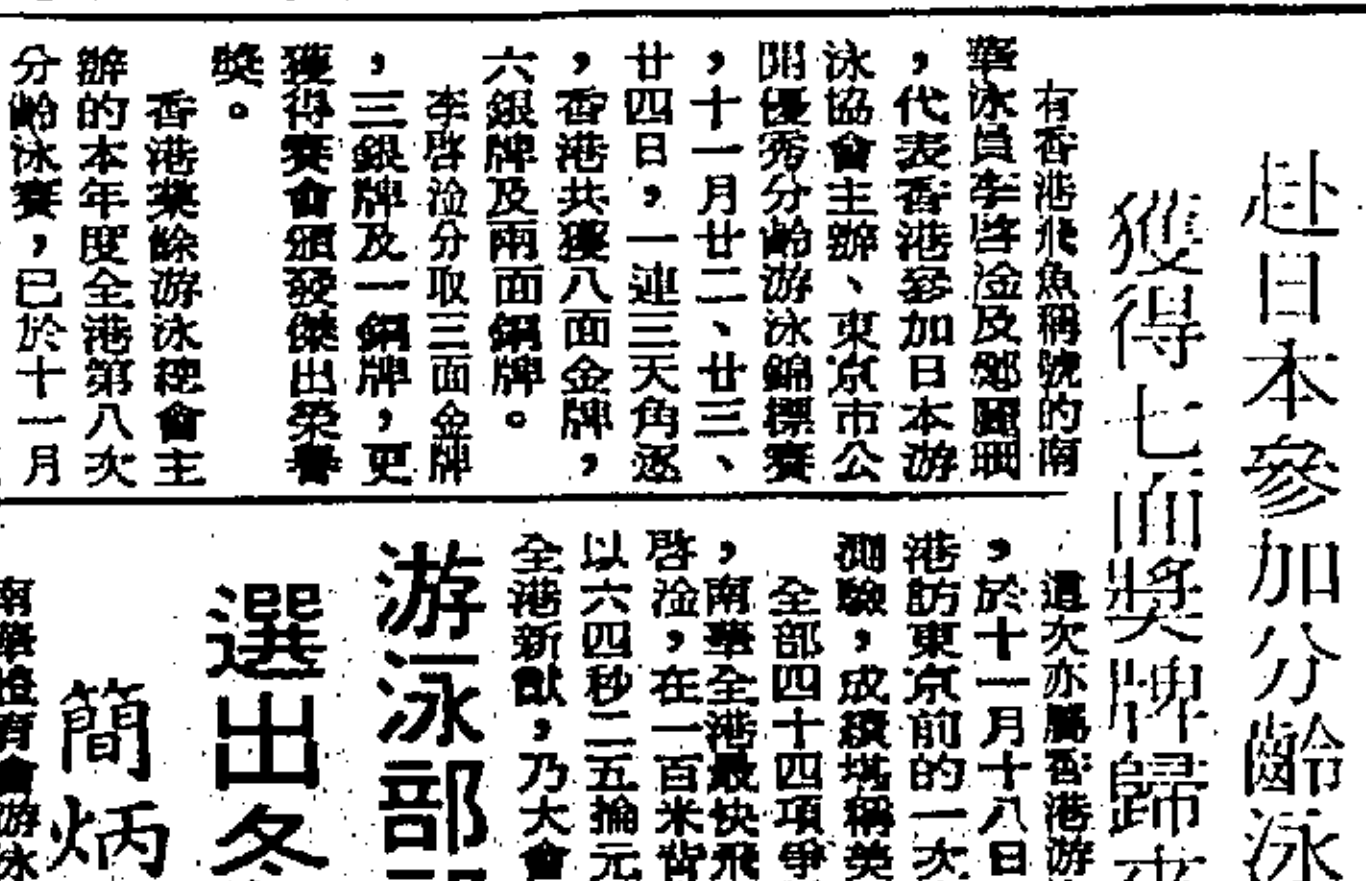 赴日本參加分齡泳
獲得七面獎牌歸來
有香港飛魚稱號的南
華泳員李啓淦及鄭麗珊
，代表香港參加日本游
泳協會主辦、東京市公
開優秀分齡游泳錦標賽
，十一月廿二、廿三、
廿四日，一連三天角逐
，香港共獲八面金牌，
六銀牌及兩面銅牌。
李啓淦分取三面金牌
，三銀牌及一銅牌，更
獲得賽會頒發傑出榮譽
獎。
香港業餘游泳總會主
辦的本年度全港第八次
分齡泳賽，已於十一月
這次亦屬香港游
，於十一月十八日
港訪東京前的一次
測驗，成績堪稱美
全部四十四項爭
，南華全港最快飛
啓淦，在一百米背
以六四秒二五掄元
全港新猷，乃大會
游泳部
選出冬
簡炳
南華體育會游泳